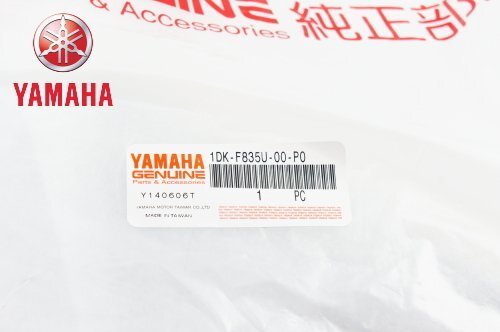 GENUINE
& Accessories 純正部
YAMAHA
YAMAHA
GENUINE
Parts & Accessories
1DK-F835U-00-P0
Y140606T
1 PC
YAMAHA MOTOR TAIWAN CO.,LTD
MADE IN TAIWAN